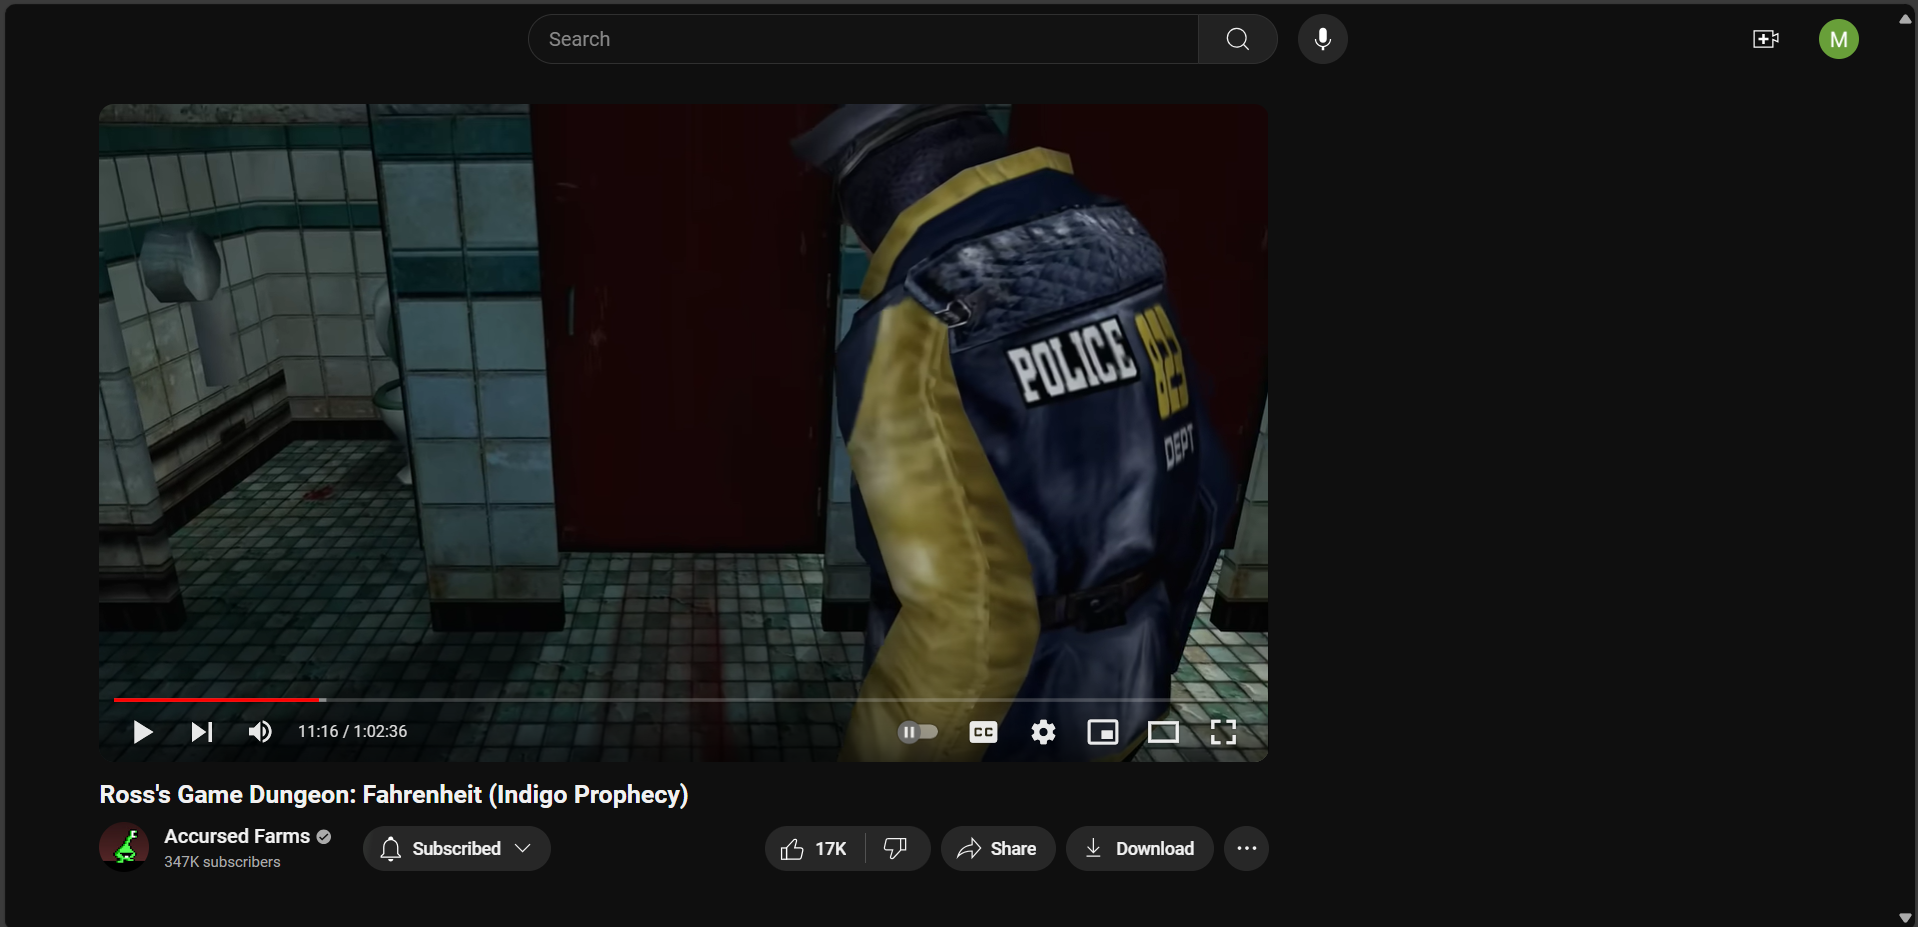 Search
M
POLICE
DEPT
11:16 / 1:02:36
CC
Ross's Game Dungeon: Fahrenheit (Indigo Prophecy)
Accursed Farms
347K subscribers
Subscribed
17K
Share
Download